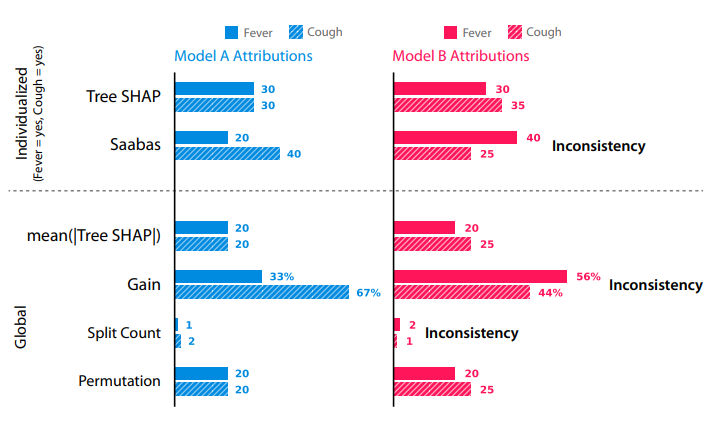 Fever Cough Fever Cough
Model A Attributions Model B Attributions
Individualized
(Fever = yes, Cough = yes)
Tree SHAP 30 30
30 35
Saabas 20 40
40 25
Inconsistency
mean(|Tree SHAP|) 20 20
20 25
Global
Gain 33% 56%
67% 44%
Inconsistency
Split Count 1 2
2 1
Inconsistency
Permutation 20 20
20 25